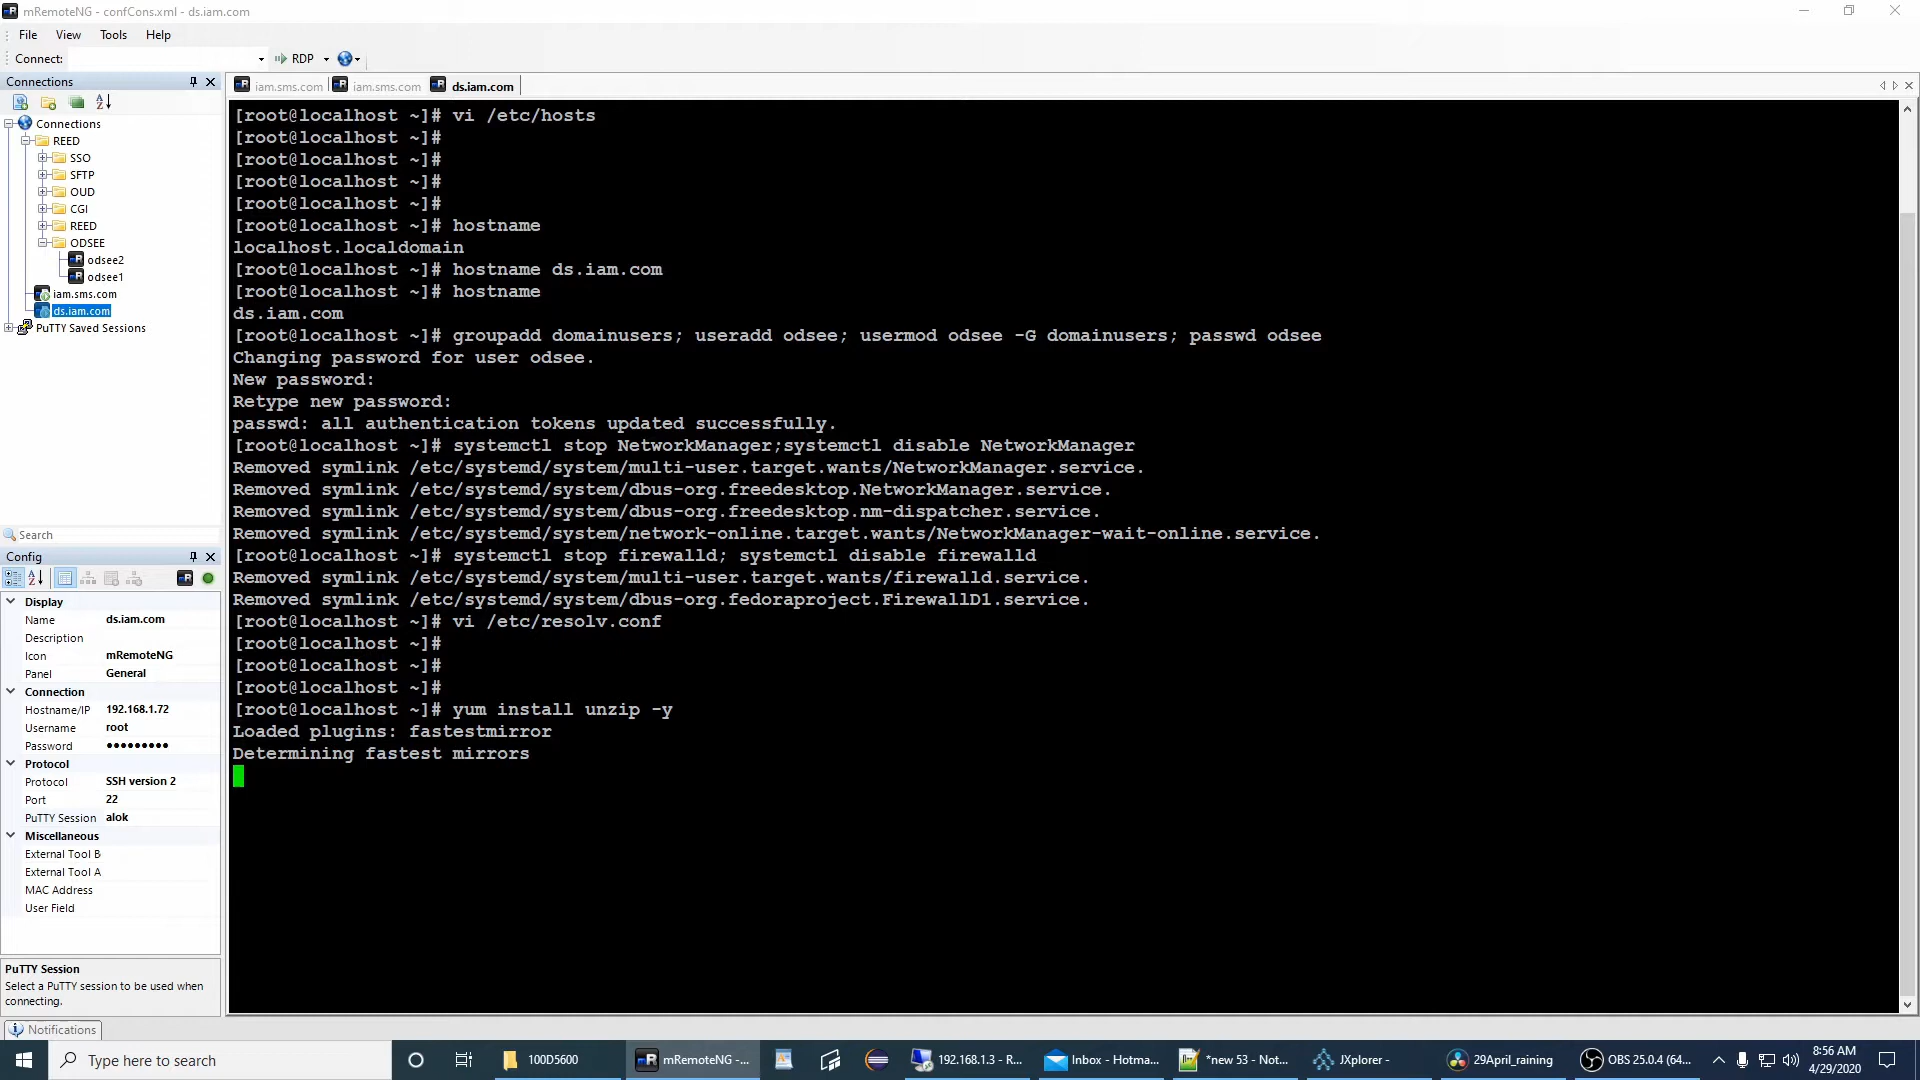 mRemoteNG - confCons.xml - ds.iam.com
File View Tools Help
Connect: RDP
Connections
iam.sms.com iam.sms.com ds.iam.com
Connections
REED
SSO
SFTP
OUD
CGI
REED
ODSEE
odsee2
odsee1
iam.sms.com
ds.iam.com
PuTTY Saved Sessions
Search
Config
Display
Name ds.iam.com
Description
Icon mRemoteNG
Panel General
Connection
Hostname/IP 192.168.1.72
Username root
Password ●●●●●●●●●
Protocol
Protocol SSH version 2
Port 22
PuTTY Session alok
Miscellaneous
External Tool B
External Tool A
MAC Address
User Field
PuTTY Session
Select a PuTTY session to be used when
connecting.
Notifications
[root@localhost ~]# vi /etc/hosts
[root@localhost ~]#
[root@localhost ~]#
[root@localhost ~]#
[root@localhost ~]#
[root@localhost ~]# hostname
localhost.localdomain
[root@localhost ~]# hostname ds.iam.com
[root@localhost ~]# hostname
ds.iam.com
[root@localhost ~]# groupadd domainusers; useradd odsee; usermod odsee -G domainusers; passwd odsee
Changing password for user odsee.
New password:
Retype new password:
passwd: all authentication tokens updated successfully.
[root@localhost ~]# systemctl stop NetworkManager;systemctl disable NetworkManager
Removed symlink /etc/systemd/system/multi-user.target.wants/NetworkManager.service.
Removed symlink /etc/systemd/system/dbus-org.freedesktop.NetworkManager.service.
Removed symlink /etc/systemd/system/dbus-org.freedesktop.nm-dispatcher.service.
Removed symlink /etc/systemd/system/network-online.target.wants/NetworkManager-wait-online.service.
[root@localhost ~]# systemctl stop firewalld; systemctl disable firewalld
Removed symlink /etc/systemd/system/multi-user.target.wants/firewalld.service.
Removed symlink /etc/systemd/system/dbus-org.fedoraproject.FirewallD1.service.
[root@localhost ~]# vi /etc/resolv.conf
[root@localhost ~]#
[root@localhost ~]#
[root@localhost ~]#
[root@localhost ~]# yum install unzip -y
Loaded plugins: fastestmirror
Determining fastest mirrors
Type here to search
100D5600
mRemoteNG -...
192.168.1.3 - R...
Inbox - Hotma...
*new 53 - Not...
JXplorer -
29April_raining
OBS 25.0.4 (64...
8:56 AM
4/29/2020